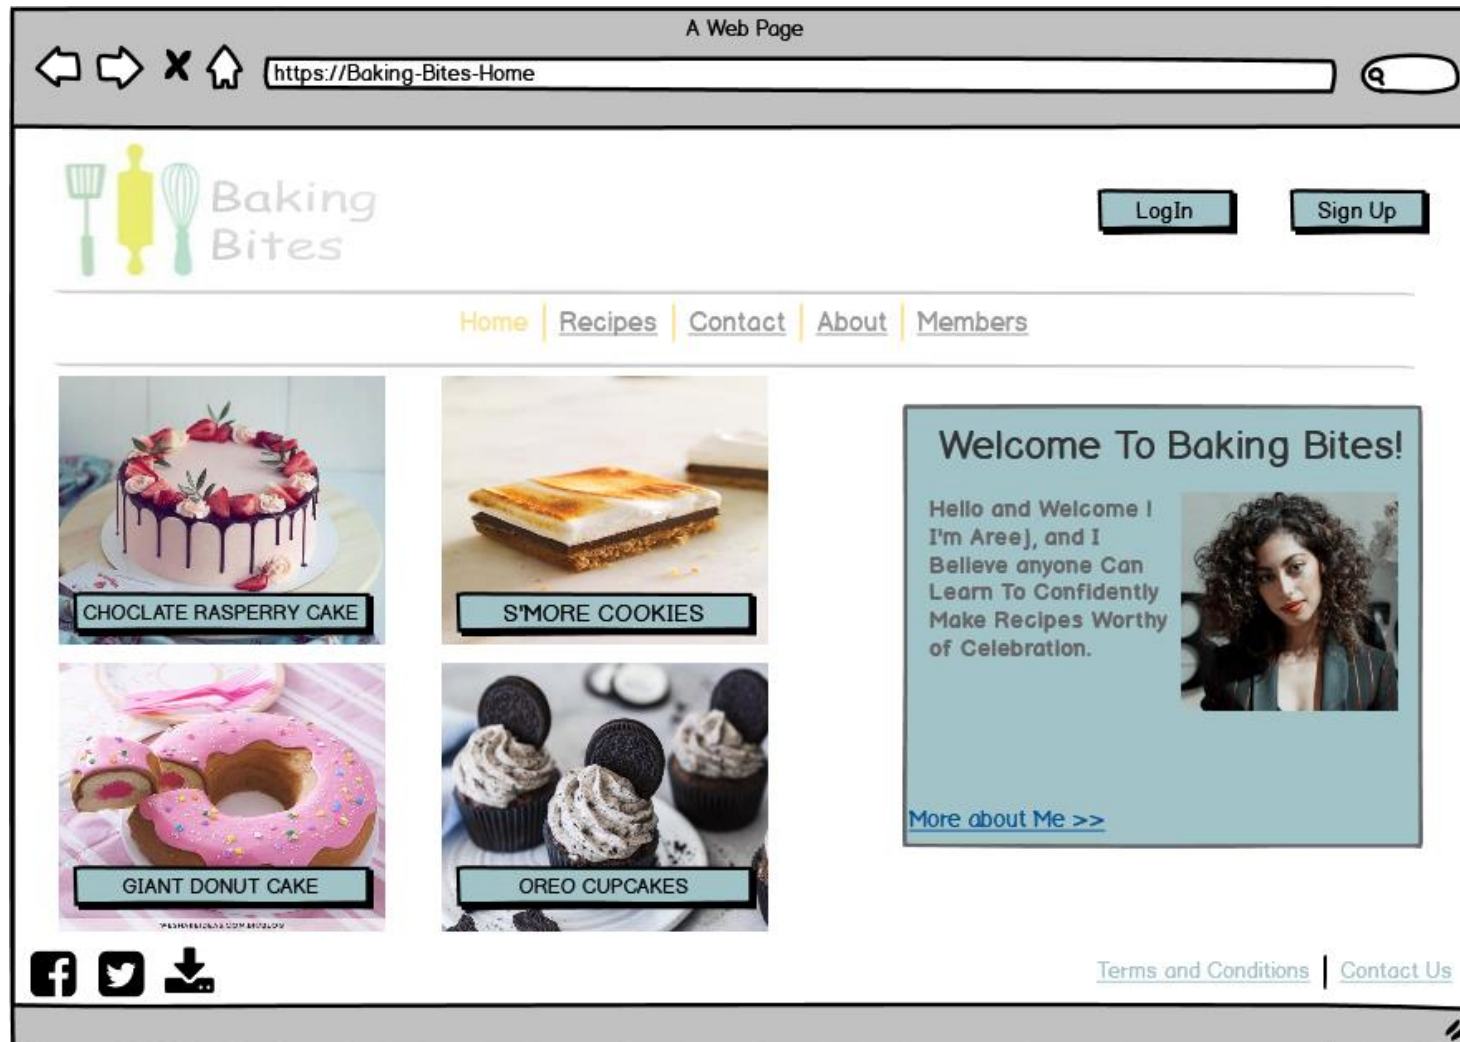 A Web Page
https://Baking-Bites-Home
Baking
Bites
LogIn
Sign Up
Home
Recipes
Contact
About
Members
CHOCLATE RASPERRY CAKE
S'MORE COOKIES
GIANT DONUT CAKE
OREO CUPCAKES
Welcome To Baking Bites!
Hello and Welcome !
I'm Areej, and I
Believe anyone Can
Learn To Confidently
Make Recipes Worthy
of Celebration.
More about Me >>
Terms and Conditions
Contact Us